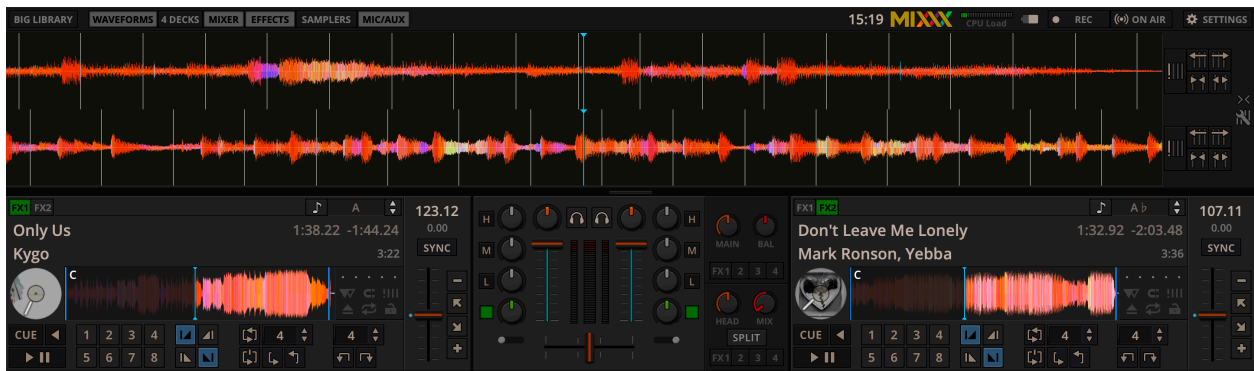 BIG LIBRARY WAVEFORMS 4 DECKS MIXER EFFECTS SAMPLERS MIC/AUX 15:19 MIXXX CPU Load REC ON AIR SETTINGS
FX1 FX2 A 123.12
Only Us 1:38.22 -1:44.24 0.00
Kygo 3:22 SYNC
C
CUE 1 2 3 4 4 4
5 6 7 8
H H
M M
L L
MAIN BAL
FX1 2 3 4
HEAD MIX
SPLIT
FX1 2 3 4
FX1 FX2 A♭ 107.11
Don't Leave Me Lonely 1:32.92 -2:03.48 0.00
Mark Ronson, Yebba 3:36 SYNC
C
CUE 1 2 3 4 4 4
5 6 7 8